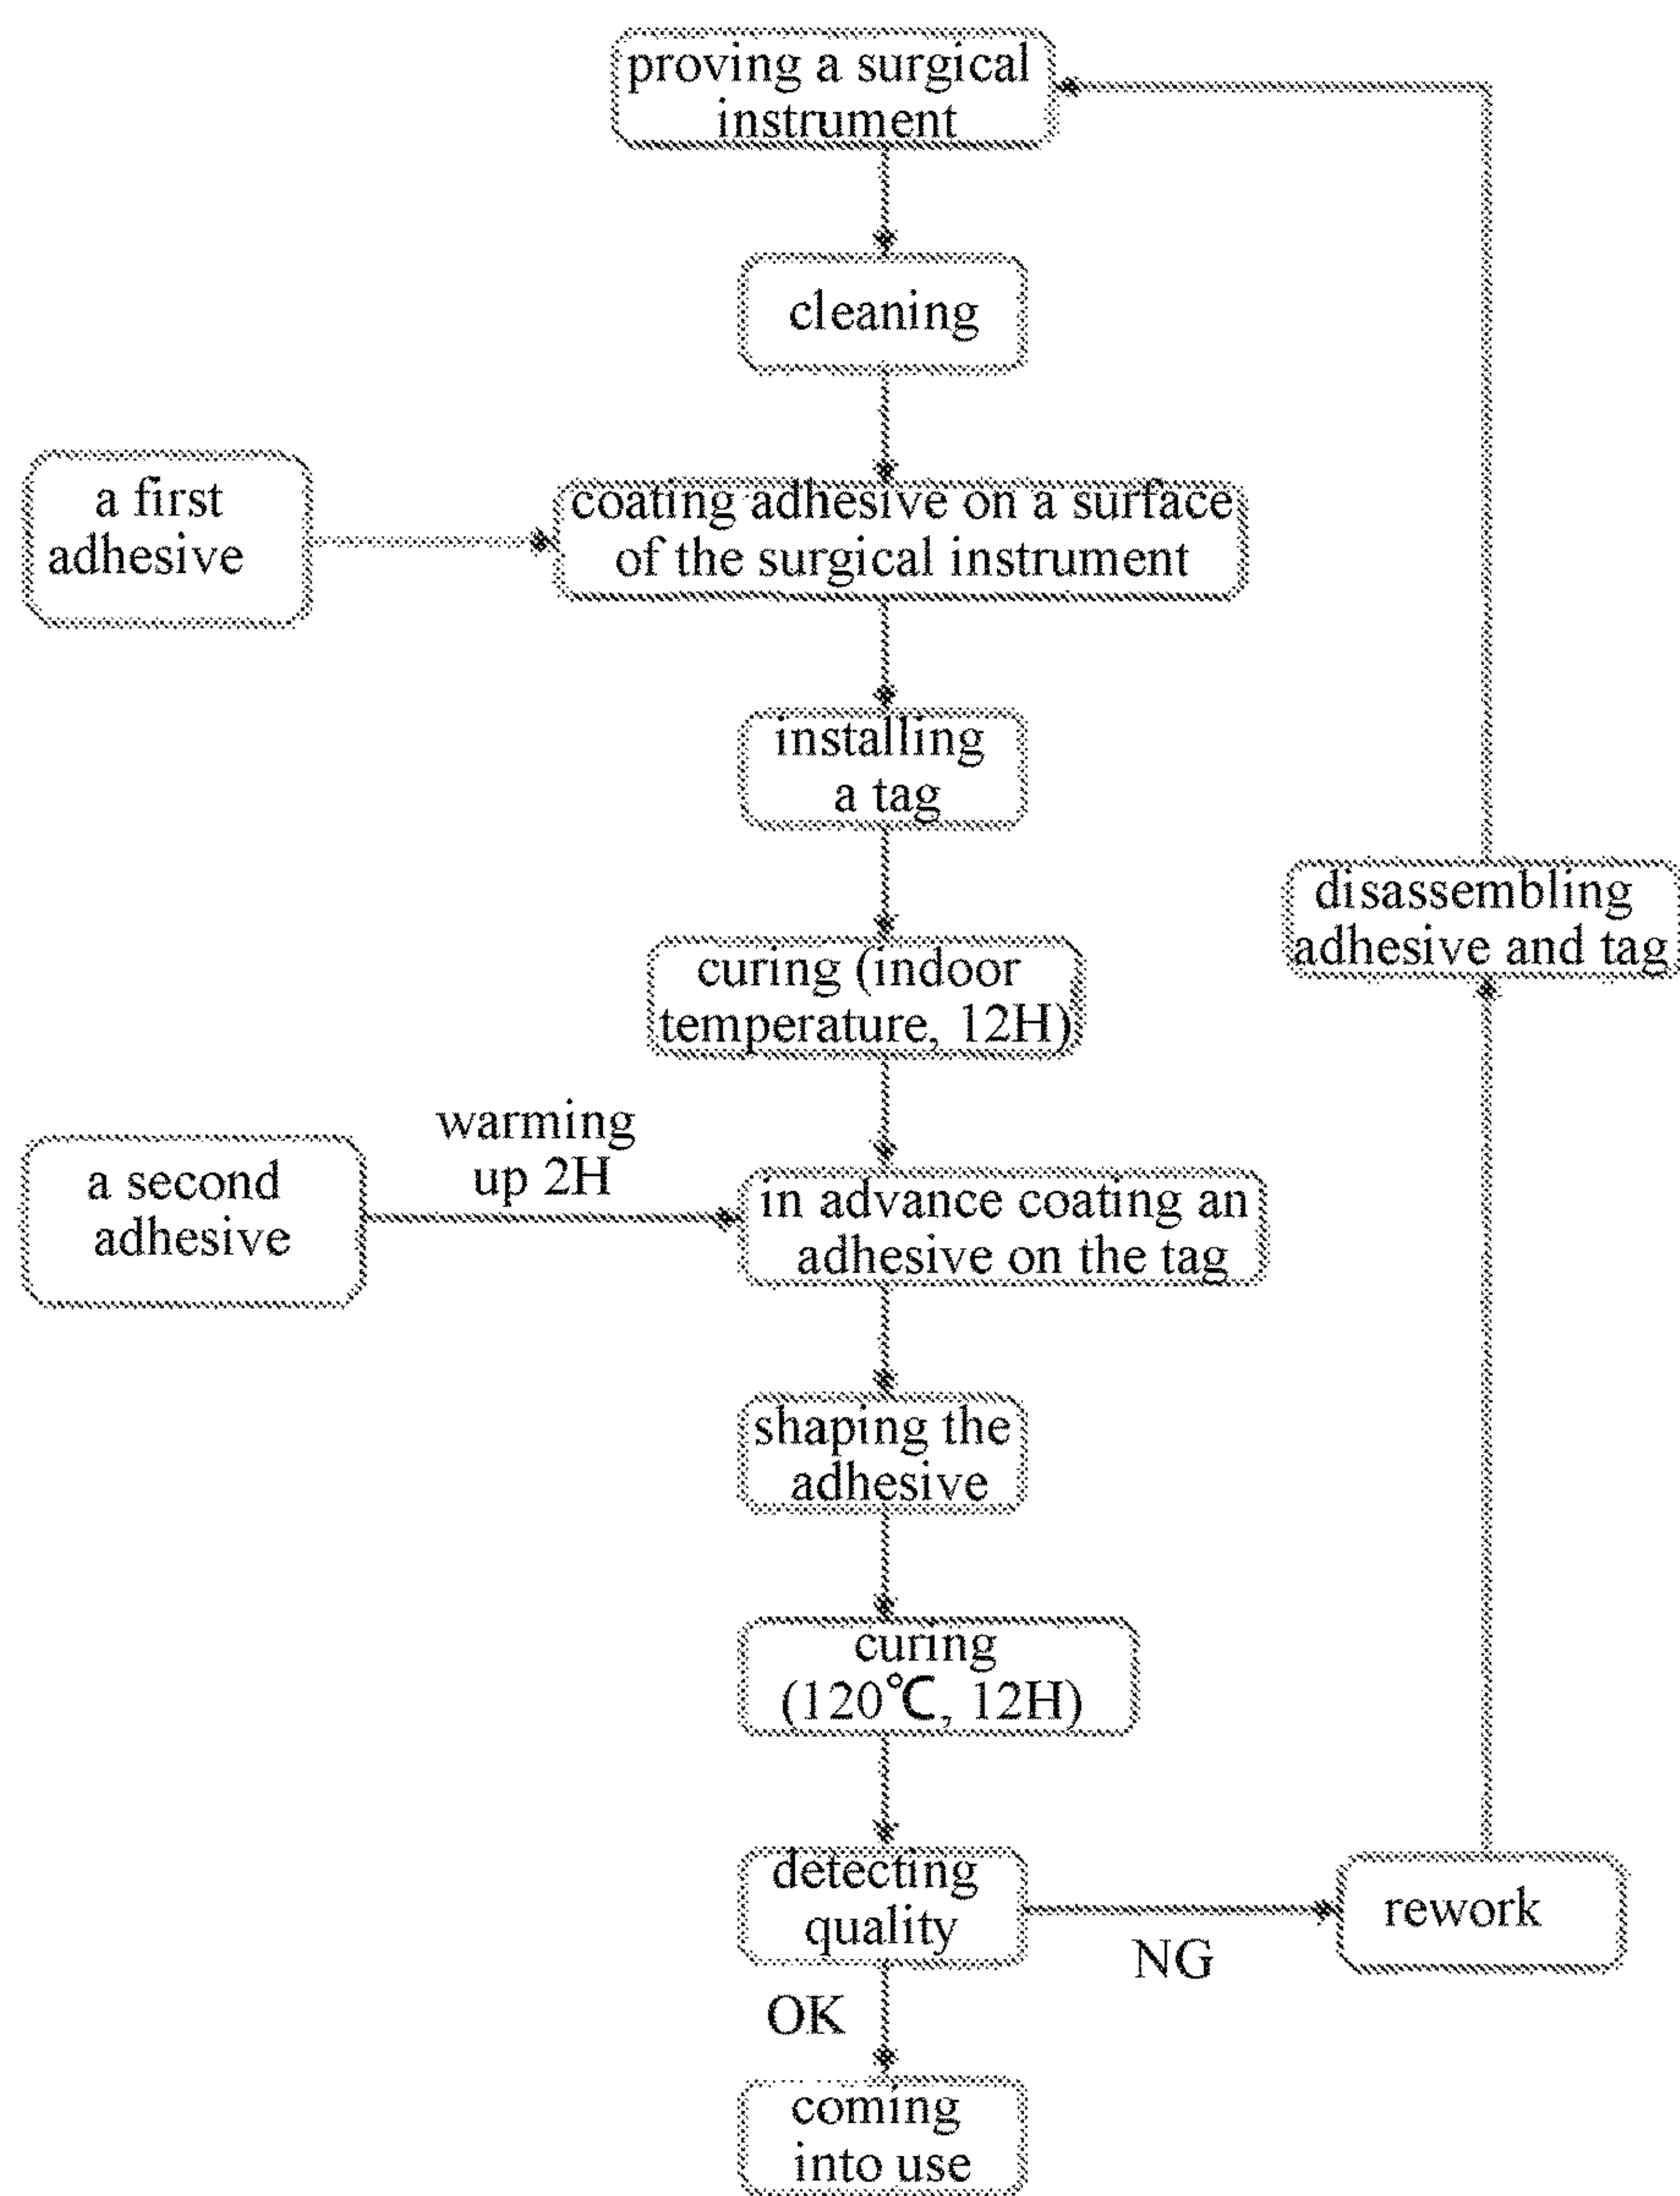 proving a surgical
instrument
cleaning
a first
adhesive
coating adhesive on a surface
of the surgical instrument
installing
a tag
disassembling
adhesive and tag
curing (indoor
temperature, 12H)
warming
up 2H
a second
adhesive
in advance coating an
adhesive on the tag
shaping the
adhesive
curing
(120℃, 12H)
detecting
quality
NG
rework
OK
coming
into use